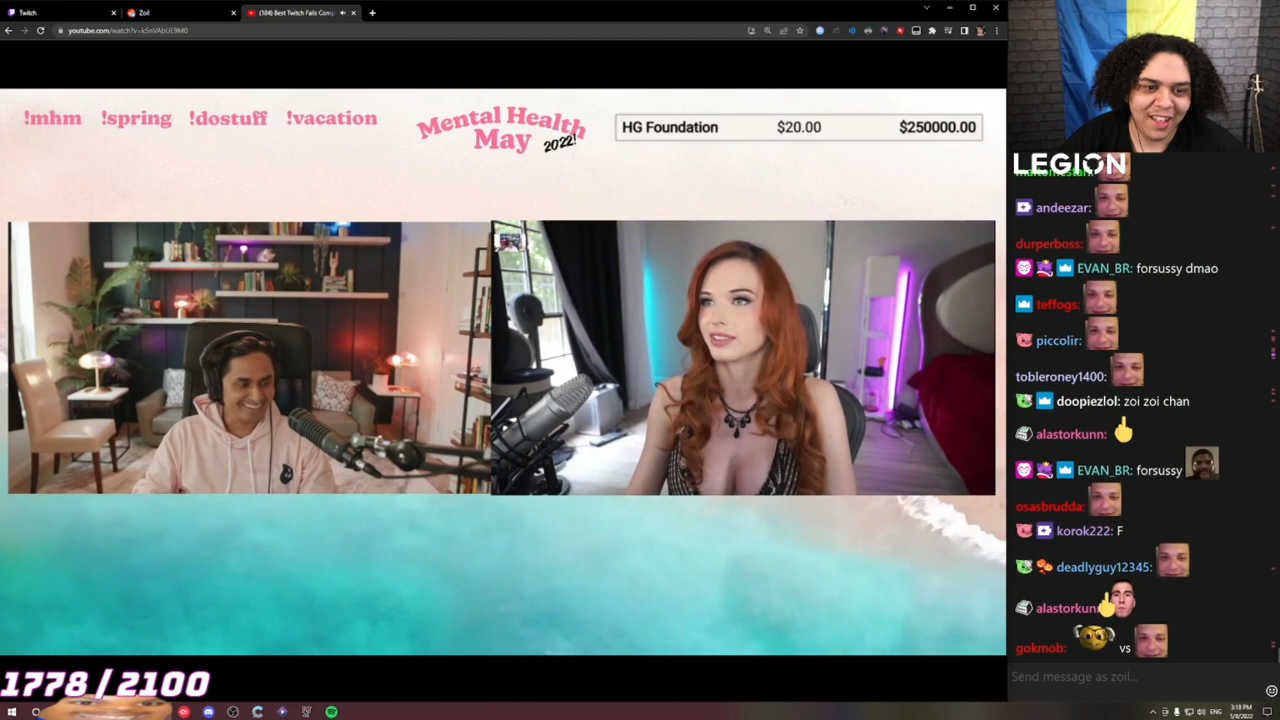 Twitch
Zoil
(184) Best Twitch Fails Com
youtube.com/watch?v=k5nVAbUE9M0
!mhm !spring !dostuff !vacation
Mental Health
May 2022!
HG Foundation $20.00 $250000.00
LEGION
andeezar:
durperboss:
EVAN_BR: forsussy dmao
teffogs:
piccolir:
tobleroney1400:
doopiezlol: zoi zoi chan
alastorkunn:
EVAN_BR: forsussy
osasbrudda:
korok222: F
deadlyguy12345:
alastorkunn
gokmob: vs
Send message as zoil...
1778 / 2100
ENG
3:18 PM
5/8/2022